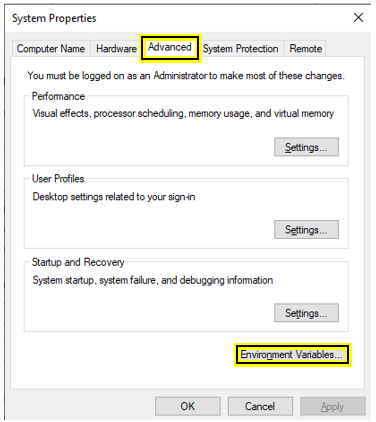 System Properties
Computer Name Hardware Advanced System Protection Remote
You must be logged on as an Administrator to make most of these changes.
Performance
Visual effects, processor scheduling, memory usage, and virtual memory
Settings...
User Profiles
Desktop settings related to your sign-in
Settings...
Startup and Recovery
System startup, system failure, and debugging information
Settings...
Environment Variables...
OK Cancel Apply